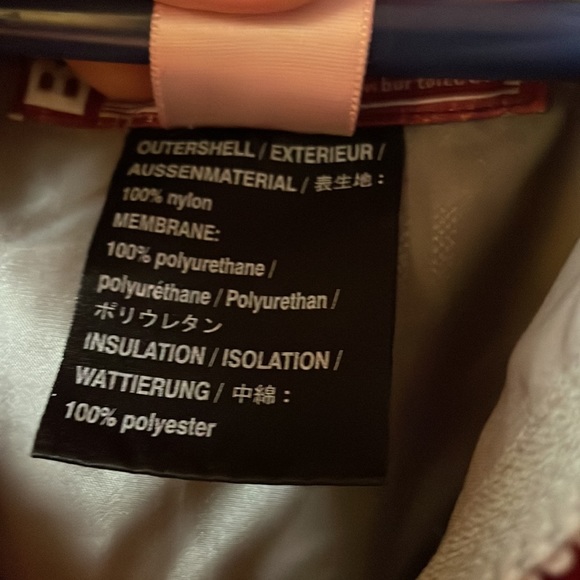 OUTERSHELL / EXTERIEUR /
AUSSENMATERIAL / 表生地：
100% nylon
MEMBRANE:
100% polyurethane /
polyuréthane / Polyurethan /
ポリウレタン
INSULATION / ISOLATION /
WATTIERUNG / 中綿：
100% polyester